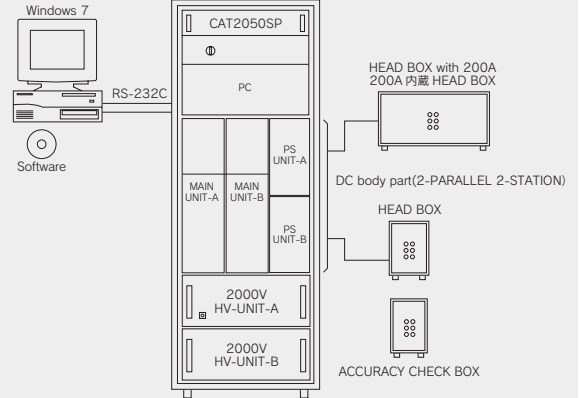 Windows 7
RS-232C
Software
CAT2050SP
PC
MAIN
UNIT-A
MAIN
UNIT-B
PS
UNIT-A
PS
UNIT-B
2000V
HV-UNIT-A
2000V
HV-UNIT-B
HEAD BOX with 200A
200A 内蔵 HEAD BOX
DC body part(2-PARALLEL 2-STATION)
HEAD BOX
ACCURACY CHECK BOX